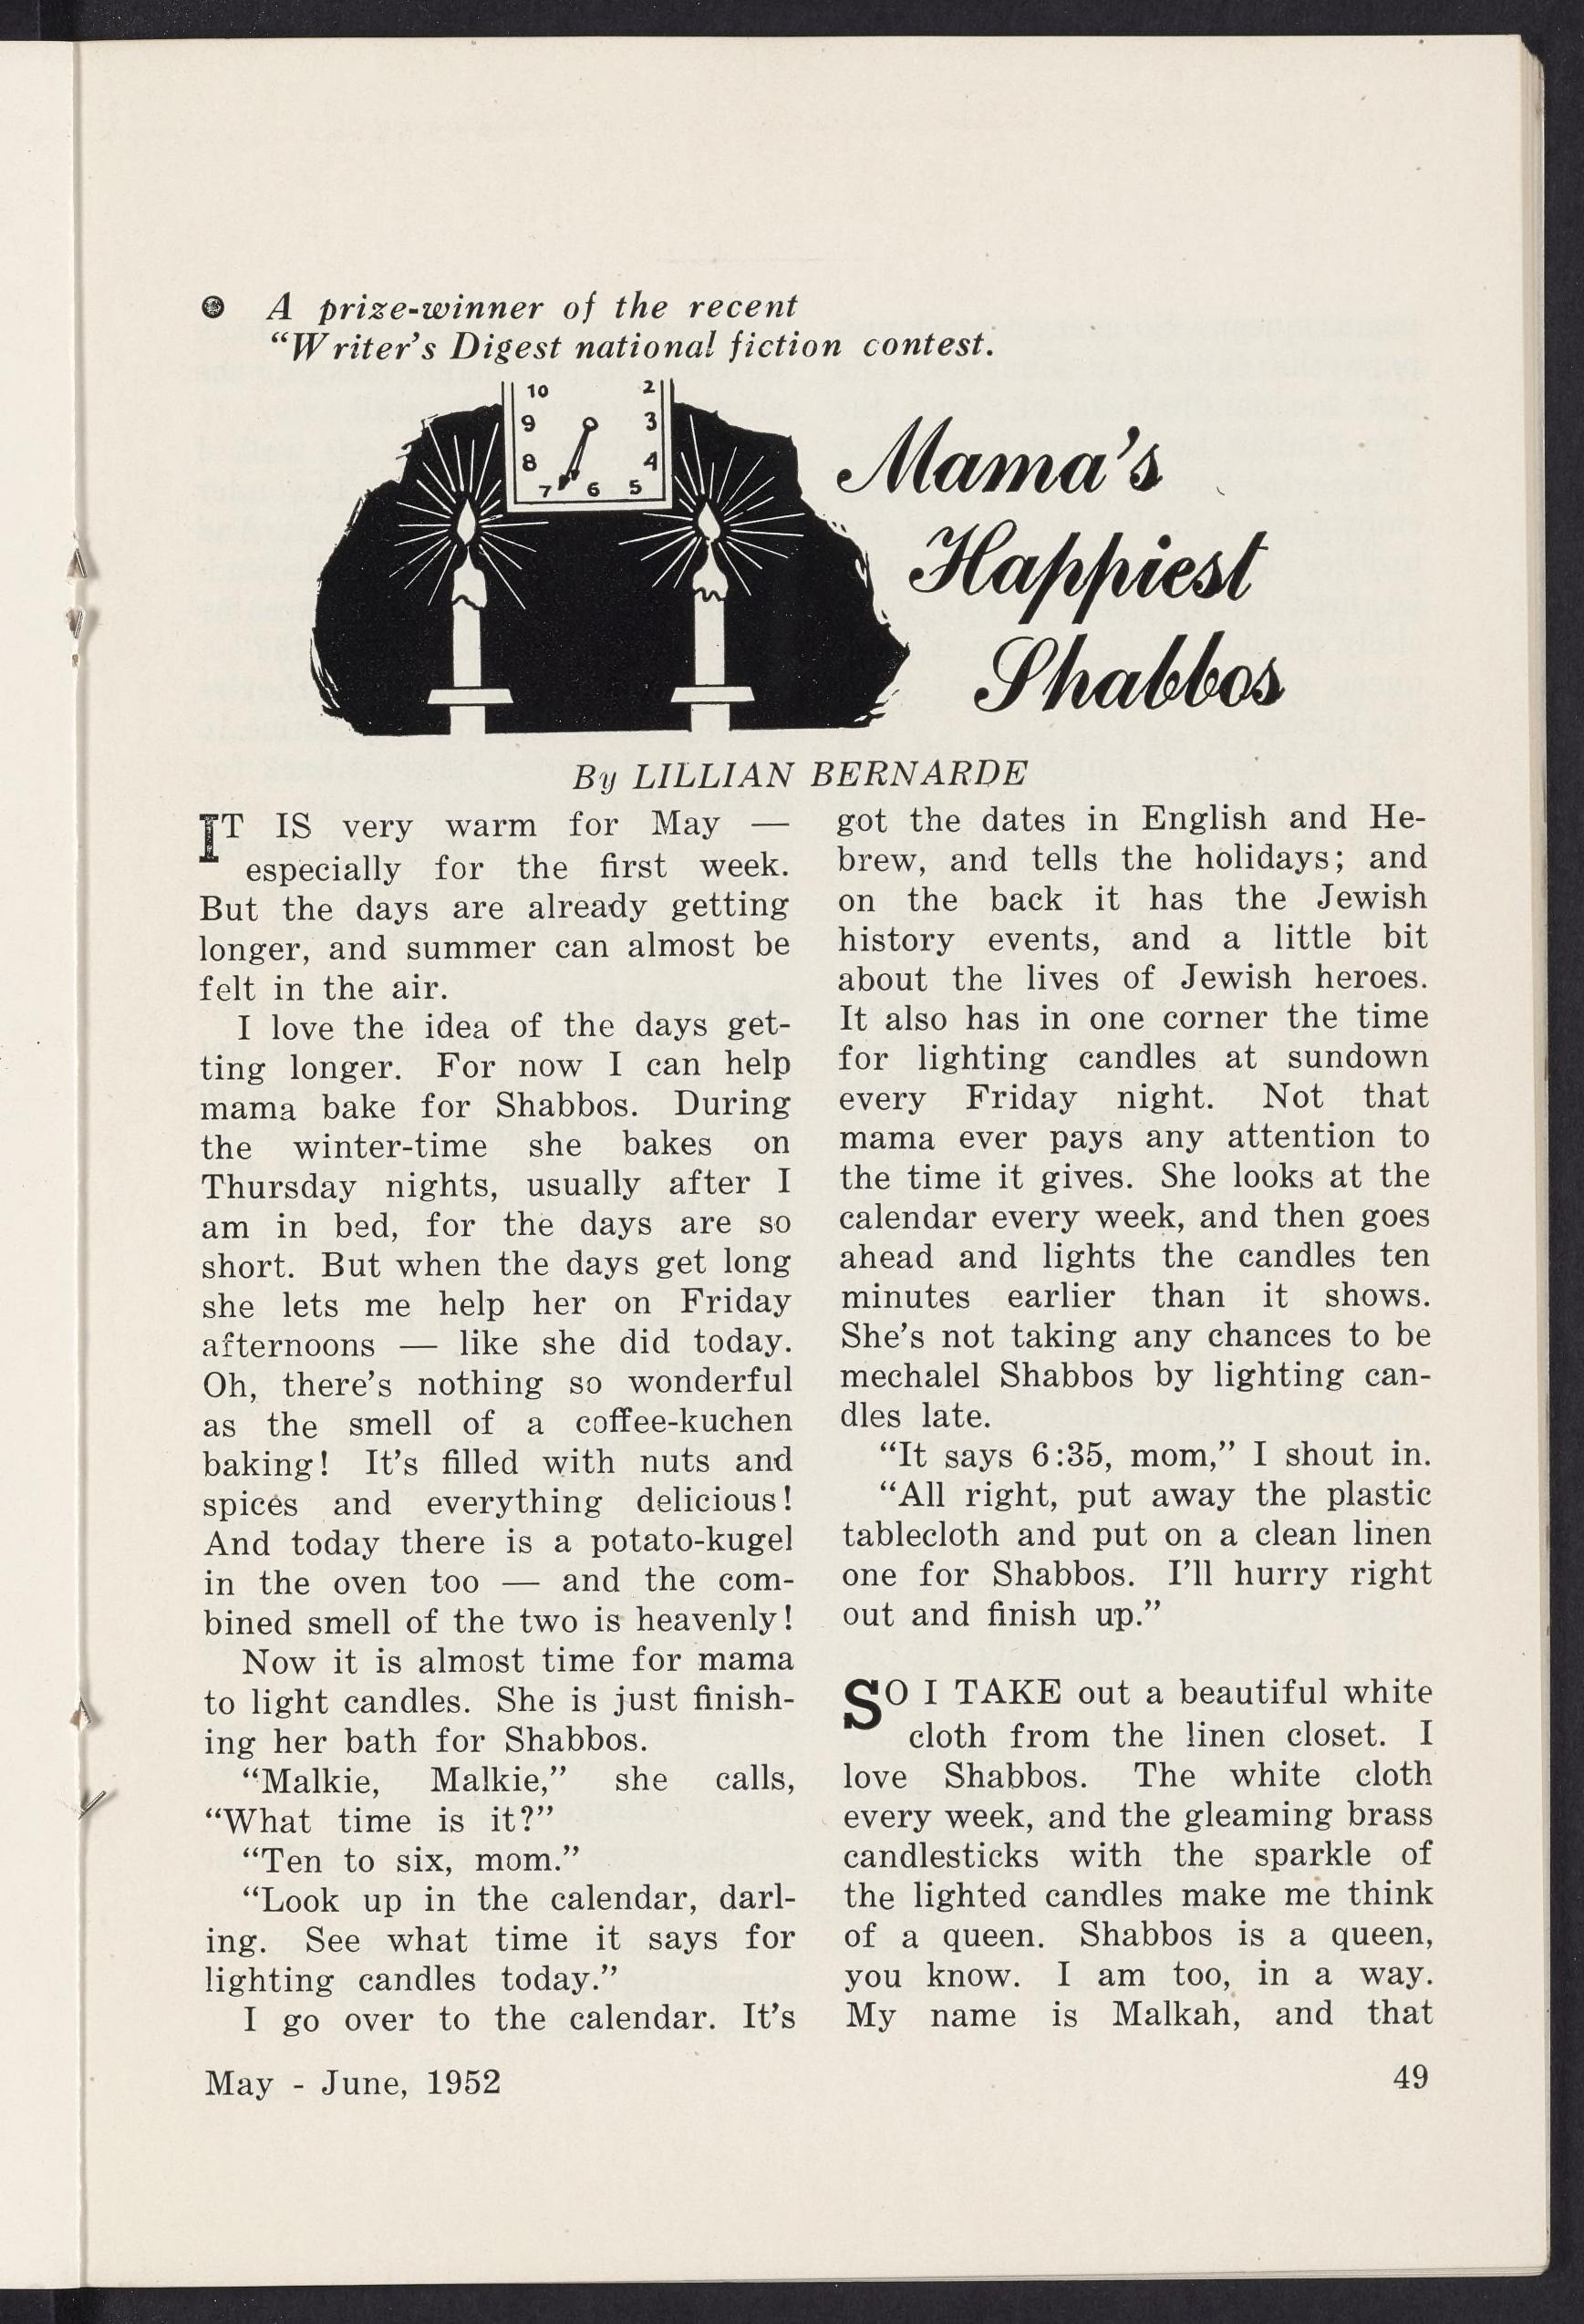 A prize-winner of the recent
“Writer’s Digest national fiction contest.
10 2
9 3
8 4
7 6 5
Mama’s
Happiest
Shabbos
By LILLIAN BERNARDE
IT IS very warm for May —
especially for the first week.
But the days are already getting
longer, and summer can almost be
felt in the air.
I love the idea of the days get-
ting longer. For now I can help
mama bake for Shabbos. During
the winter-time she bakes on
Thursday nights, usually after I
am in bed, for the days are so
short. But when the days get long
she lets me help her on Friday
afternoons — like she did today.
Oh, there’s nothing so wonderful
as the smell of a coffee-kuchen
baking! It’s filled with nuts and
spices and everything delicious!
And today there is a potato-kugel
in the oven too — and the com-
bined smell of the two is heavenly!
Now it is almost time for mama
to light candles. She is just finish-
ing her bath for Shabbos.
“Malkie, Malkie,” she calls,
“What time is it?”
“Ten to six, mom.”
“Look up in the calendar, darl-
ing. See what time it says for
lighting candles today.”
I go over to the calendar. It’s
got the dates in English and He-
brew, and tells the holidays; and
on the back it has the Jewish
history events, and a little bit
about the lives of Jewish heroes.
It also has in one corner the time
for lighting candles at sundown
every Friday night. Not that
mama ever pays any attention to
the time it gives. She looks at the
calendar every week, and then goes
ahead and lights the candles ten
minutes earlier than it shows.
She’s not taking any chances to be
mechalel Shabbos by lighting can-
dles late.
“It says 6:35, mom,” I shout in.
“All right, put away the plastic
tablecloth and put on a clean linen
one for Shabbos. I’ll hurry right
out and finish up.”
SO I TAKE out a beautiful white
cloth from the linen closet. I
love Shabbos. The white cloth
every week, and the gleaming brass
candlesticks with the sparkle of
the lighted candles make me think
of a queen. Shabbos is a queen,
you know. I am too, in a way.
My name is Malkah, and that
May - June, 1952
49